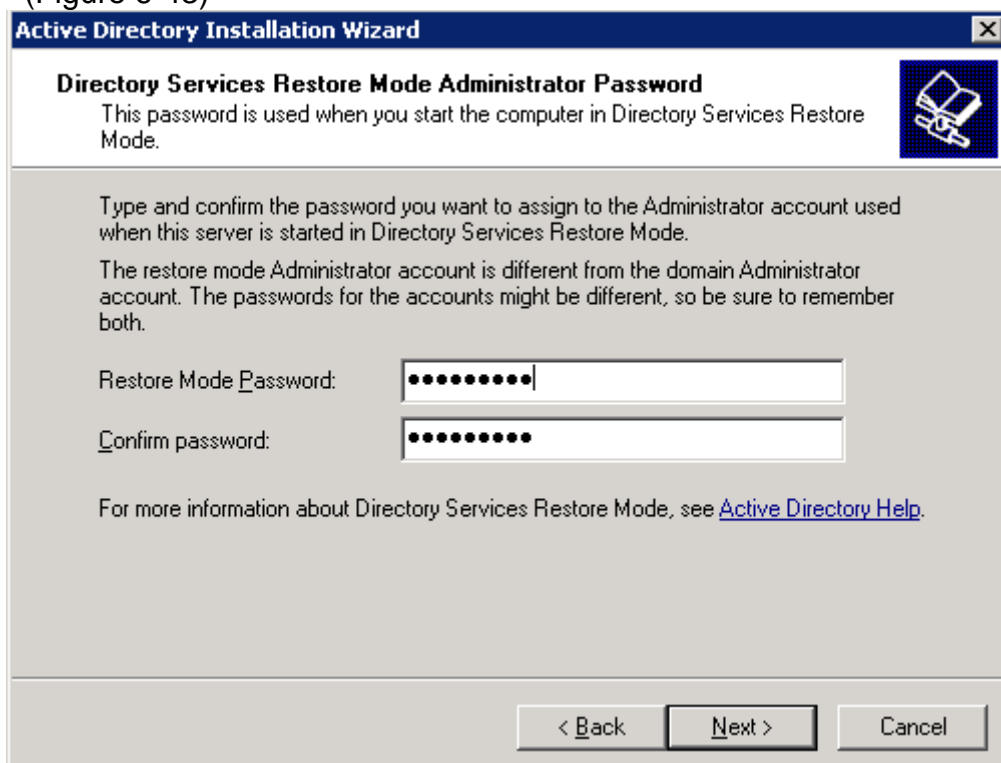 (Figure 3-48)
Active Directory Installation Wizard
Directory Services Restore Mode Administrator Password
This password is used when you start the computer in Directory Services Restore
Mode.
Type and confirm the password you want to assign to the Administrator account used
when this server is started in Directory Services Restore Mode.
The restore mode Administrator account is different from the domain Administrator
account. The passwords for the accounts might be different, so be sure to remember
both.
Restore Mode Password: •••••••••
Confirm password: •••••••••
For more information about Directory Services Restore Mode, see Active Directory Help.
< Back Next > Cancel